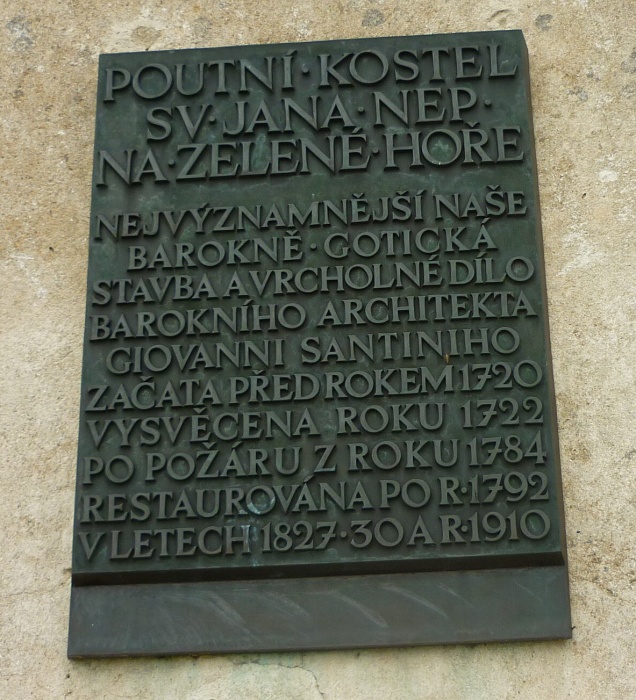 POUTNÍ·KOSTEL
SV·JANA·NEP·
NA·ZELENÉ·HOŘE
NEJVÝZNAMNĚJŠÍ NAŠE
BAROKNĚ·GOTICKÁ
STAVBA A VRCHOLNÉ DÍLO
BAROKNÍHO ARCHITEKTA
GIOVANNI SANTINIHO
ZAČATA PŘED ROKEM 1720
VYSVĚCENA ROKU 1722
PO POŽÁRU Z ROKU 1784
RESTAUROVÁNA PO R·1792
V LETECH 1827·30 A R·1910